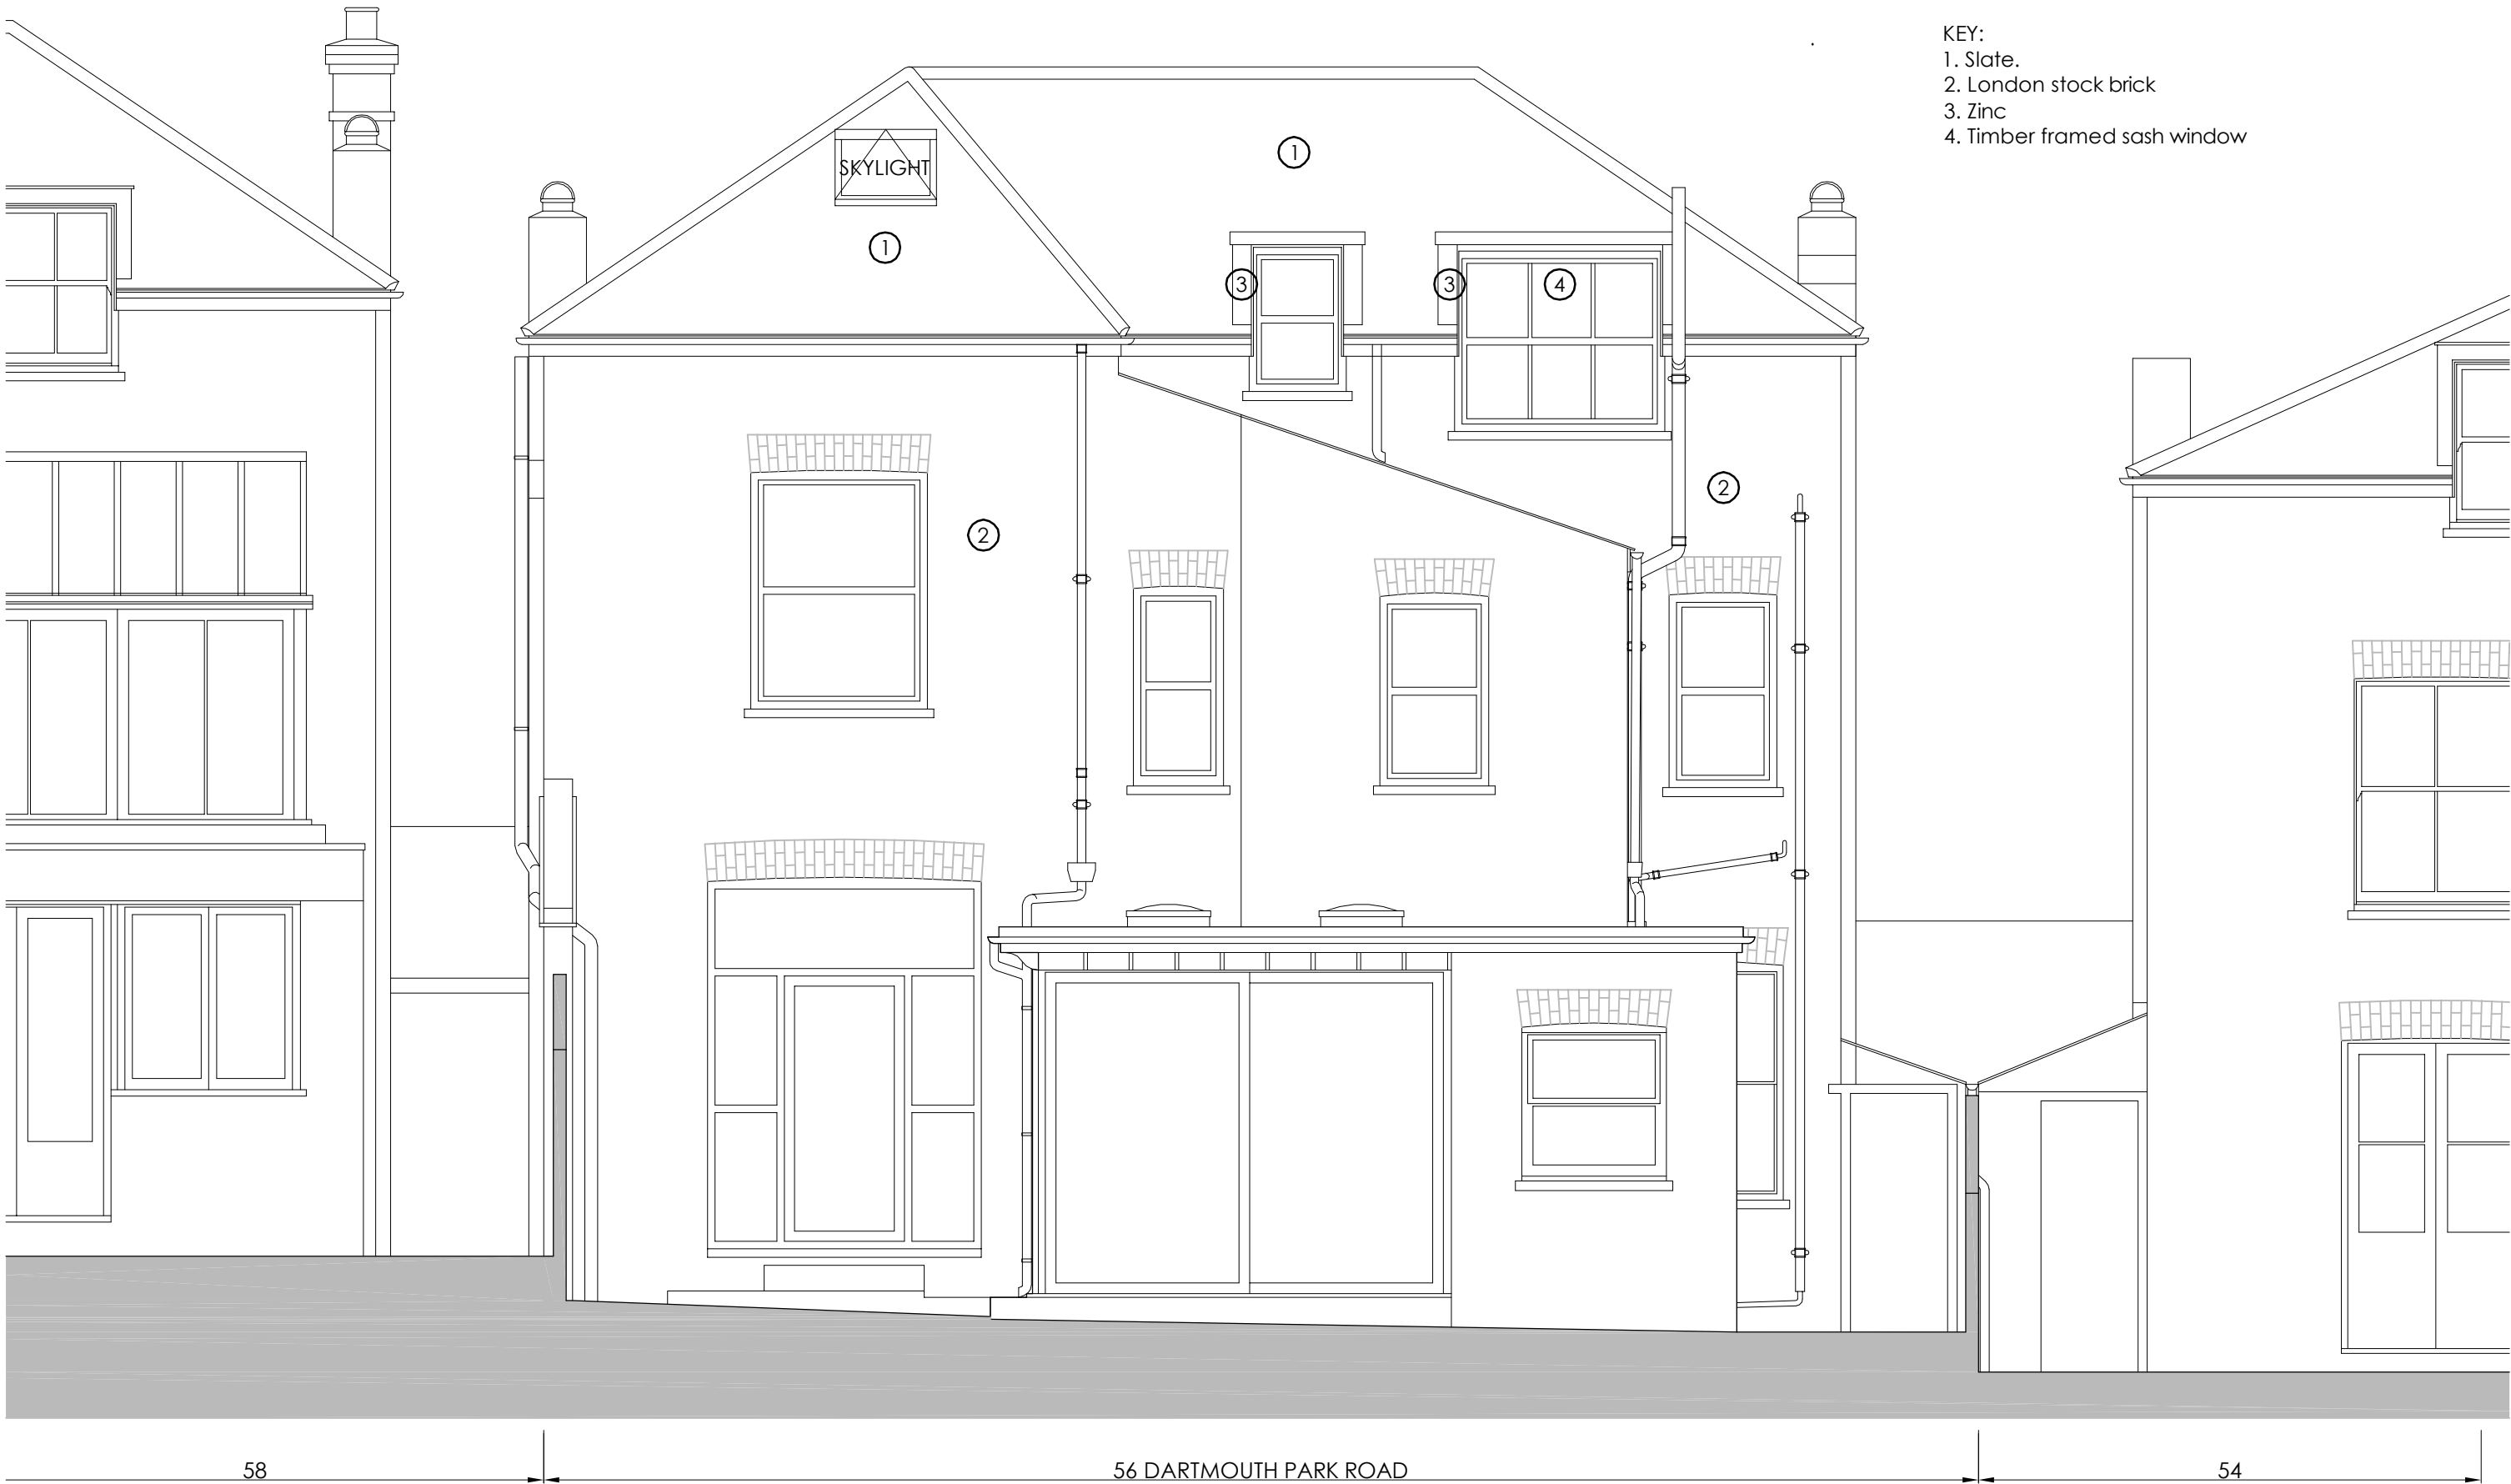 KEY:
1. Slate.
2. London stock brick
3. Zinc
4. Timber framed sash window
1
SKYLIGHT
1
3
3
4
2
2
58
56 DARTMOUTH PARK ROAD
54